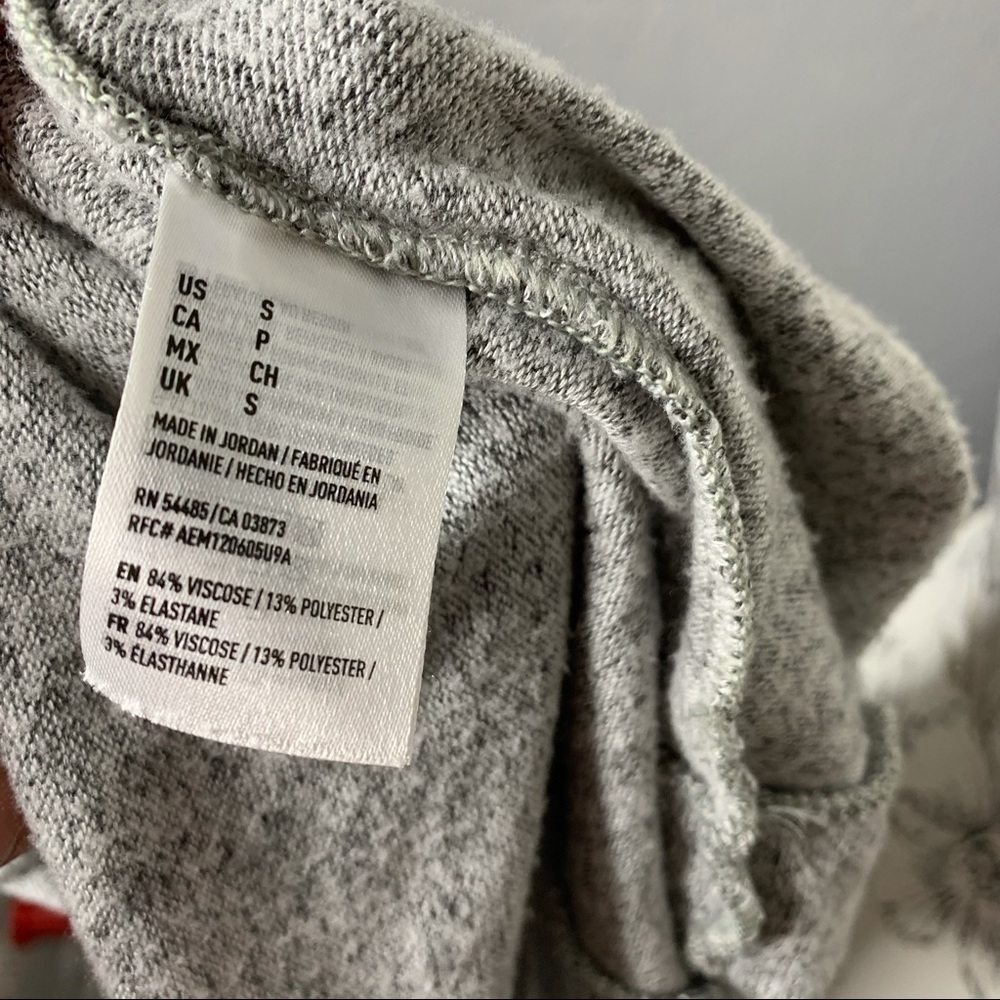 US S
CA P
MX CH
UK S
MADE IN JORDAN / FABRIQUÉ EN
JORDANIE / HECHO EN JORDANIA
RN 54485 / CA 03873
RFC# AEM120605U9A
EN 84% VISCOSE / 13% POLYESTER /
3% ELASTANE
FR 84% VISCOSE / 13% POLYESTER /
3% ÉLASTHANNE